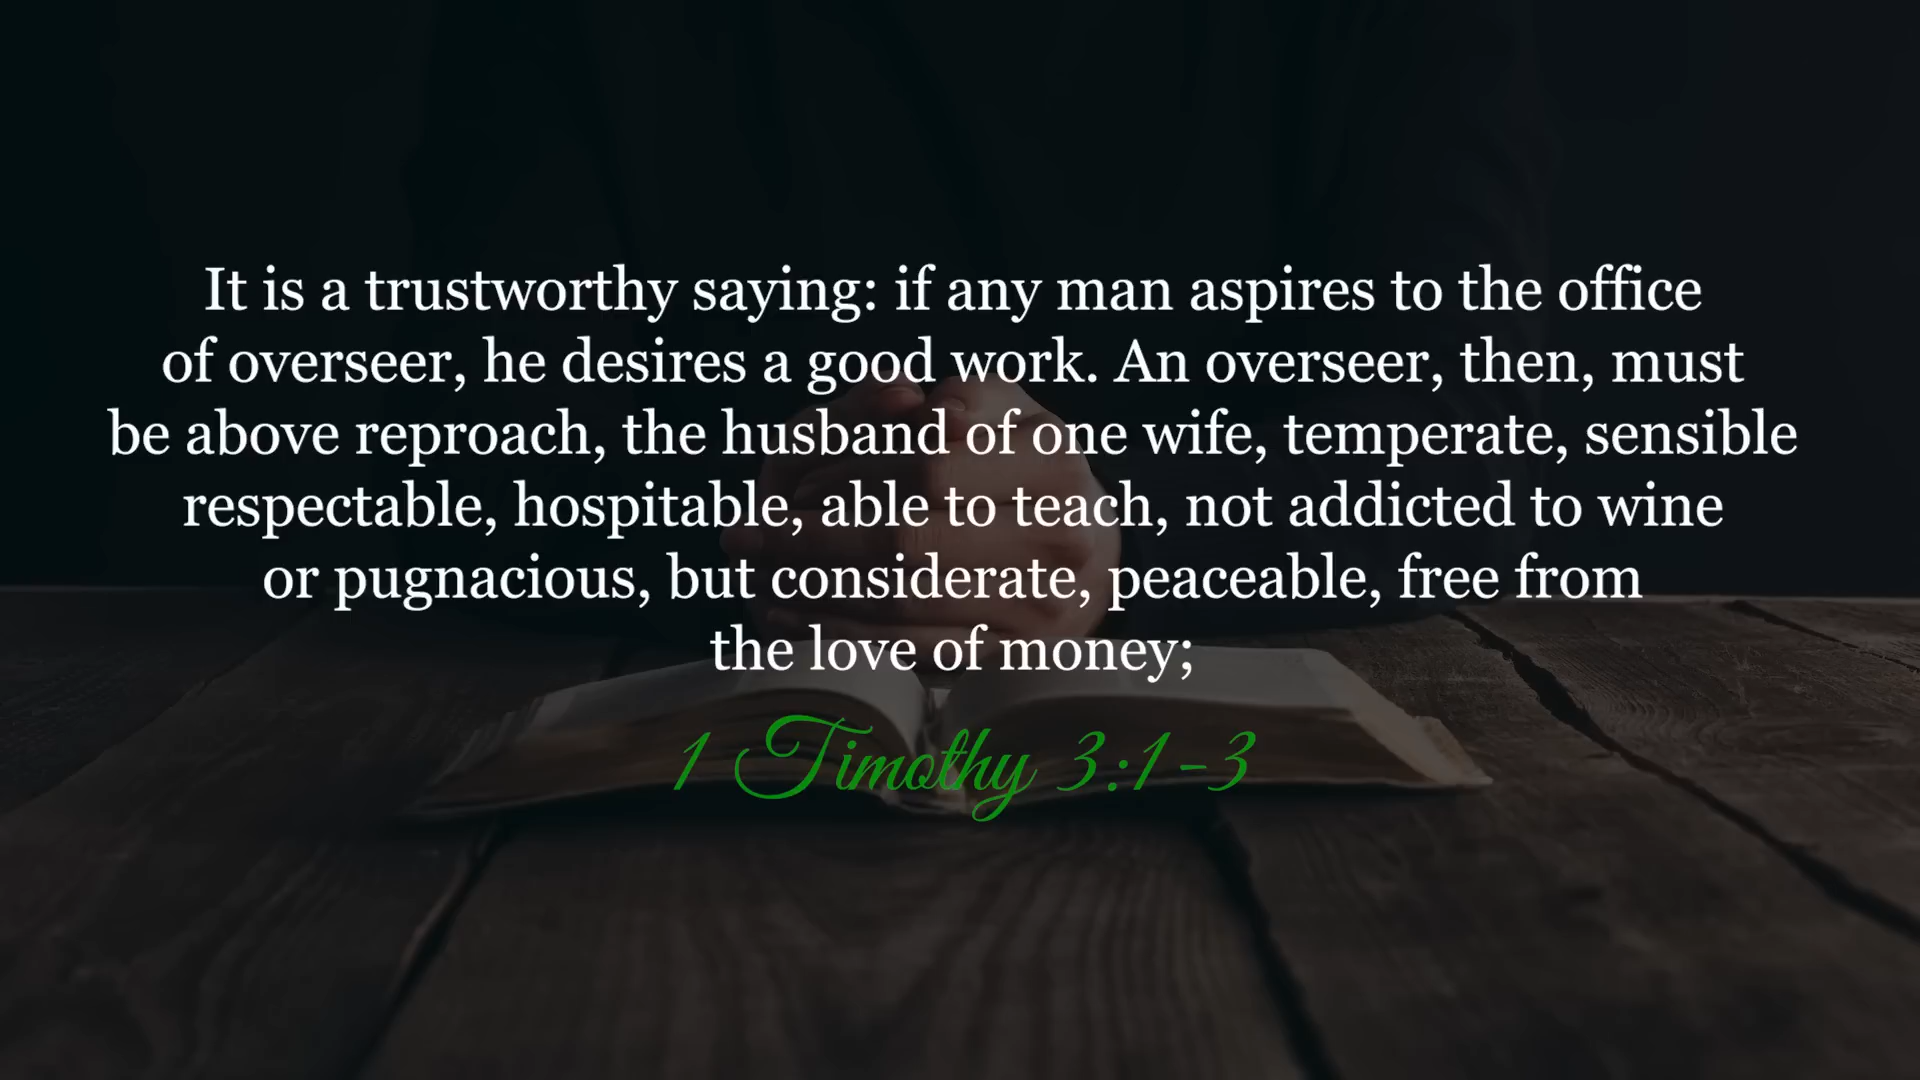 It is a trustworthy saying: if any man aspires to the office
of overseer, he desires a good work. An overseer, then, must
be above reproach, the husband of one wife, temperate, sensible
respectable, hospitable, able to teach, not addicted to wine
or pugnacious, but considerate, peaceable, free from
the love of money;
1 Timothy 3:1-3